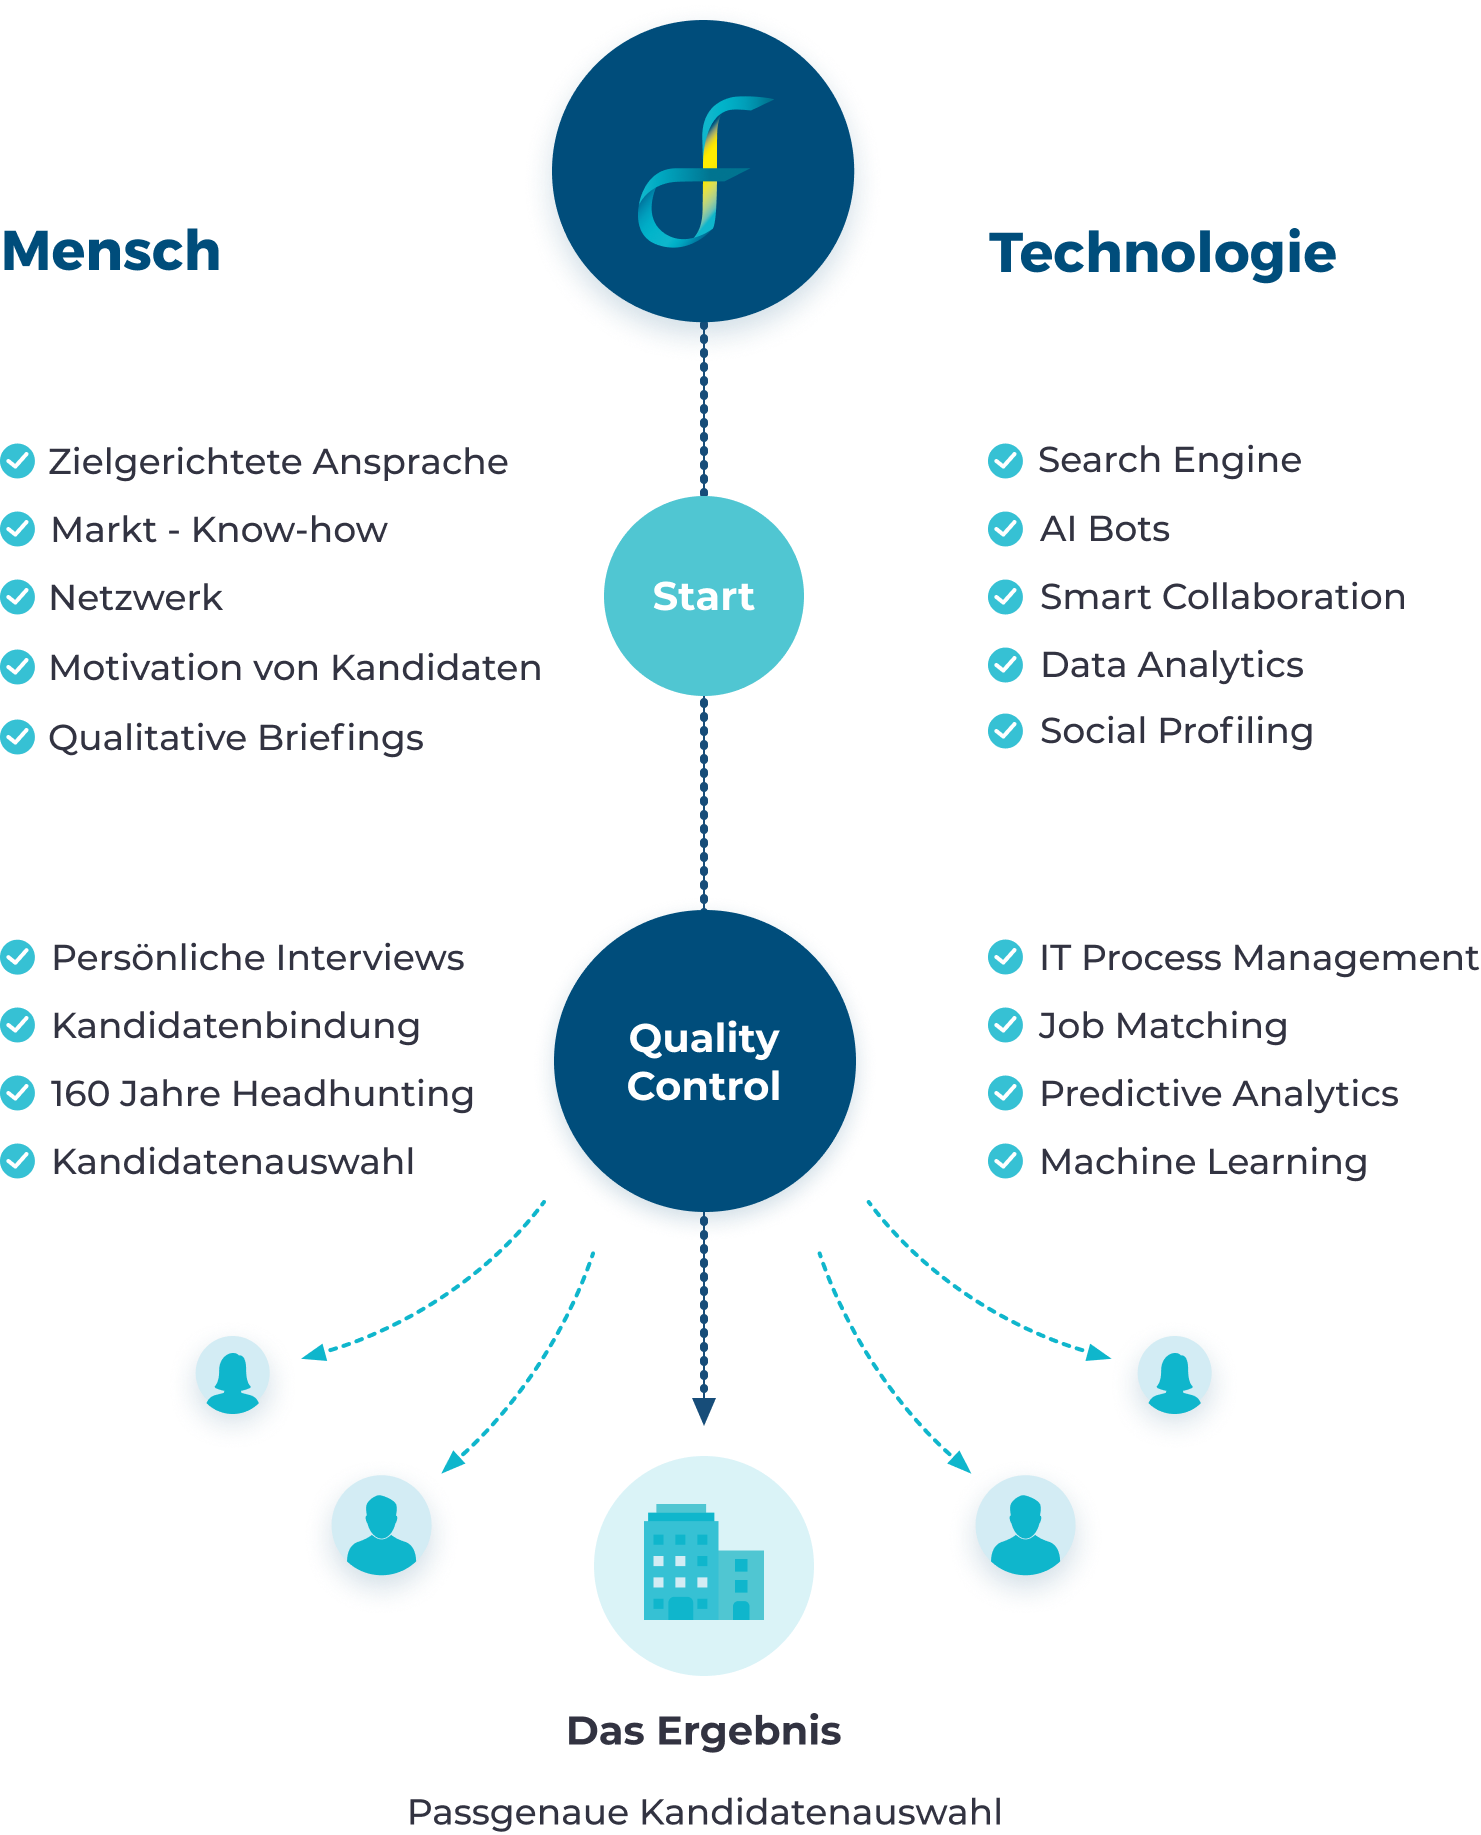 Mensch
Technologie
Zielgerichtete Ansprache
Markt - Know-how
Netzwerk
Motivation von Kandidaten
Qualitative Briefings
Start
Search Engine
AI Bots
Smart Collaboration
Data Analytics
Social Profiling
Persönliche Interviews
Kandidatenbindung
160 Jahre Headhunting
Kandidatenauswahl
Quality
Control
IT Process Management
Job Matching
Predictive Analytics
Machine Learning
Das Ergebnis
Passgenaue Kandidatenauswahl